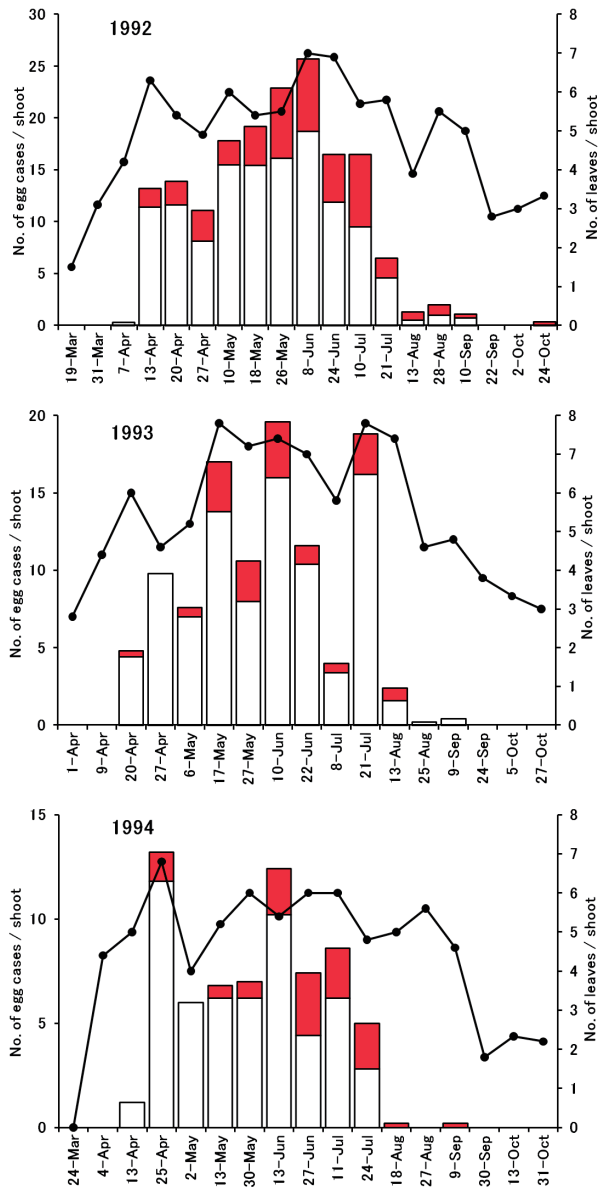 1992
No. of egg cases / shoot
30
25
20
15
10
5
0
No. of leaves / shoot
8
7
6
5
4
3
2
1
0
19-Mar
31-Mar
7-Apr
13-Apr
20-Apr
27-Apr
10-May
18-May
26-May
8-Jun
24-Jun
10-Jul
21-Jul
13-Aug
28-Aug
10-Sep
22-Sep
2-Oct
24-Oct
1993
No. of egg cases / shoot
20
15
10
5
0
No. of leaves / shoot
8
7
6
5
4
3
2
1
0
1-Apr
9-Apr
20-Apr
27-Apr
6-May
17-May
27-May
10-Jun
22-Jun
8-Jul
21-Jul
13-Aug
25-Aug
9-Sep
24-Sep
5-Oct
27-Oct
1994
No. of egg cases / shoot
15
10
5
0
No. of leaves / shoot
8
7
6
5
4
3
2
1
0
24-Mar
4-Apr
13-Apr
25-Apr
2-May
13-May
30-May
13-Jun
27-Jun
11-Jul
24-Jul
18-Aug
27-Aug
9-Sep
30-Sep
13-Oct
31-Oct